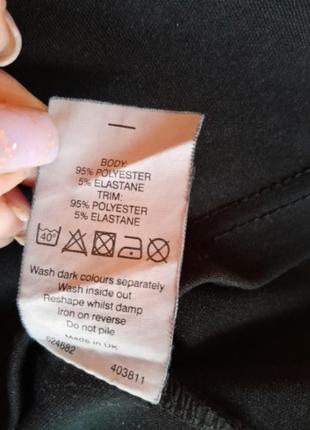 BODY:
95% POLYESTER
5% ELASTANE
TRIM:
95% POLYESTER
5% ELASTANE
40°
Wash dark colours separately
Wash inside out
Reshape whilst damp
Iron on reverse
Do not pile
Made in UK
624682 403811